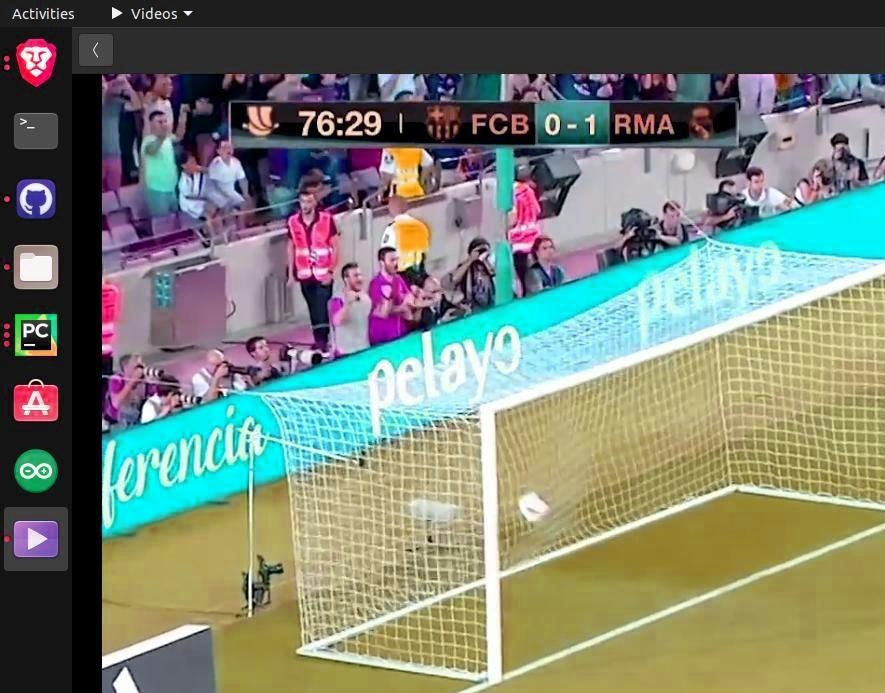 Activities
Videos
>_
76:29 | FCB 0-1 RMA
PC
pelayo
pelayo
ferencia